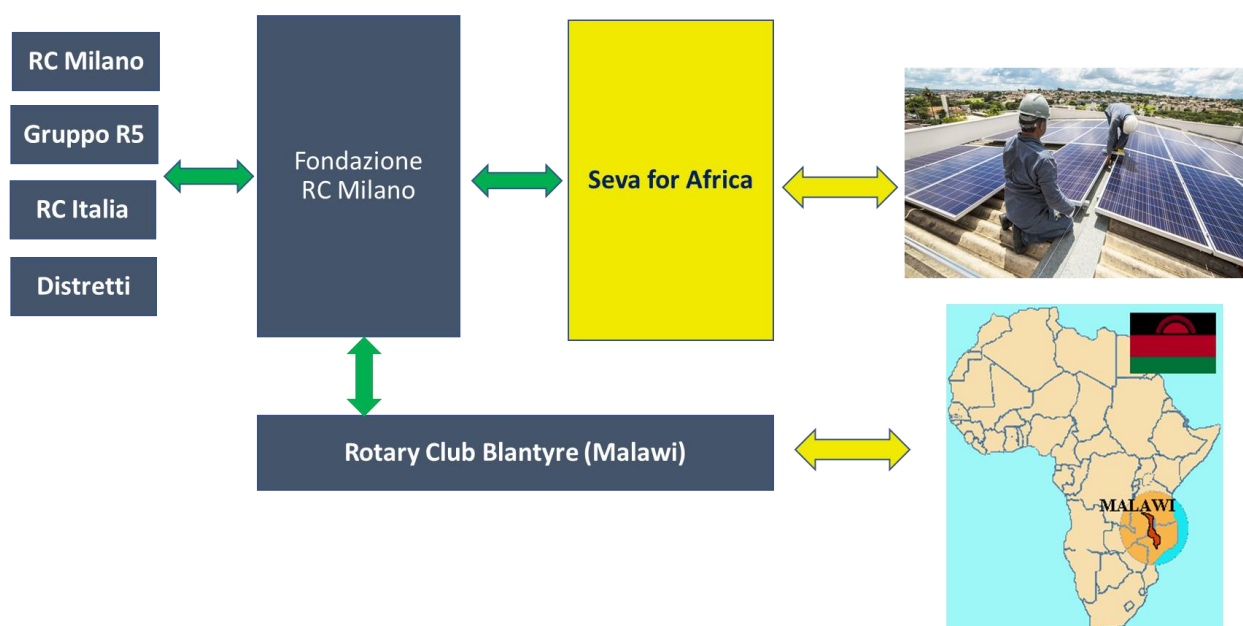 RC Milano
Gruppo R5
RC Italia
Distretti
Fondazione
RC Milano
Seva for Africa
Rotary Club Blantyre (Malawi)
MALAWI